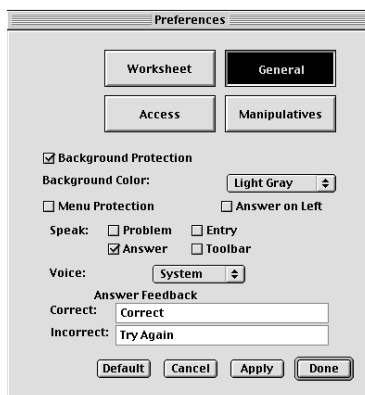 Preferences
Worksheet General
Access Manipulatives
Background Protection
Background Color: Light Gray
Menu Protection Answer on Left
Speak: Problem Entry
Answer Toolbar
Voice: System
Answer Feedback
Correct: Correct
Incorrect: Try Again
Default Cancel Apply Done